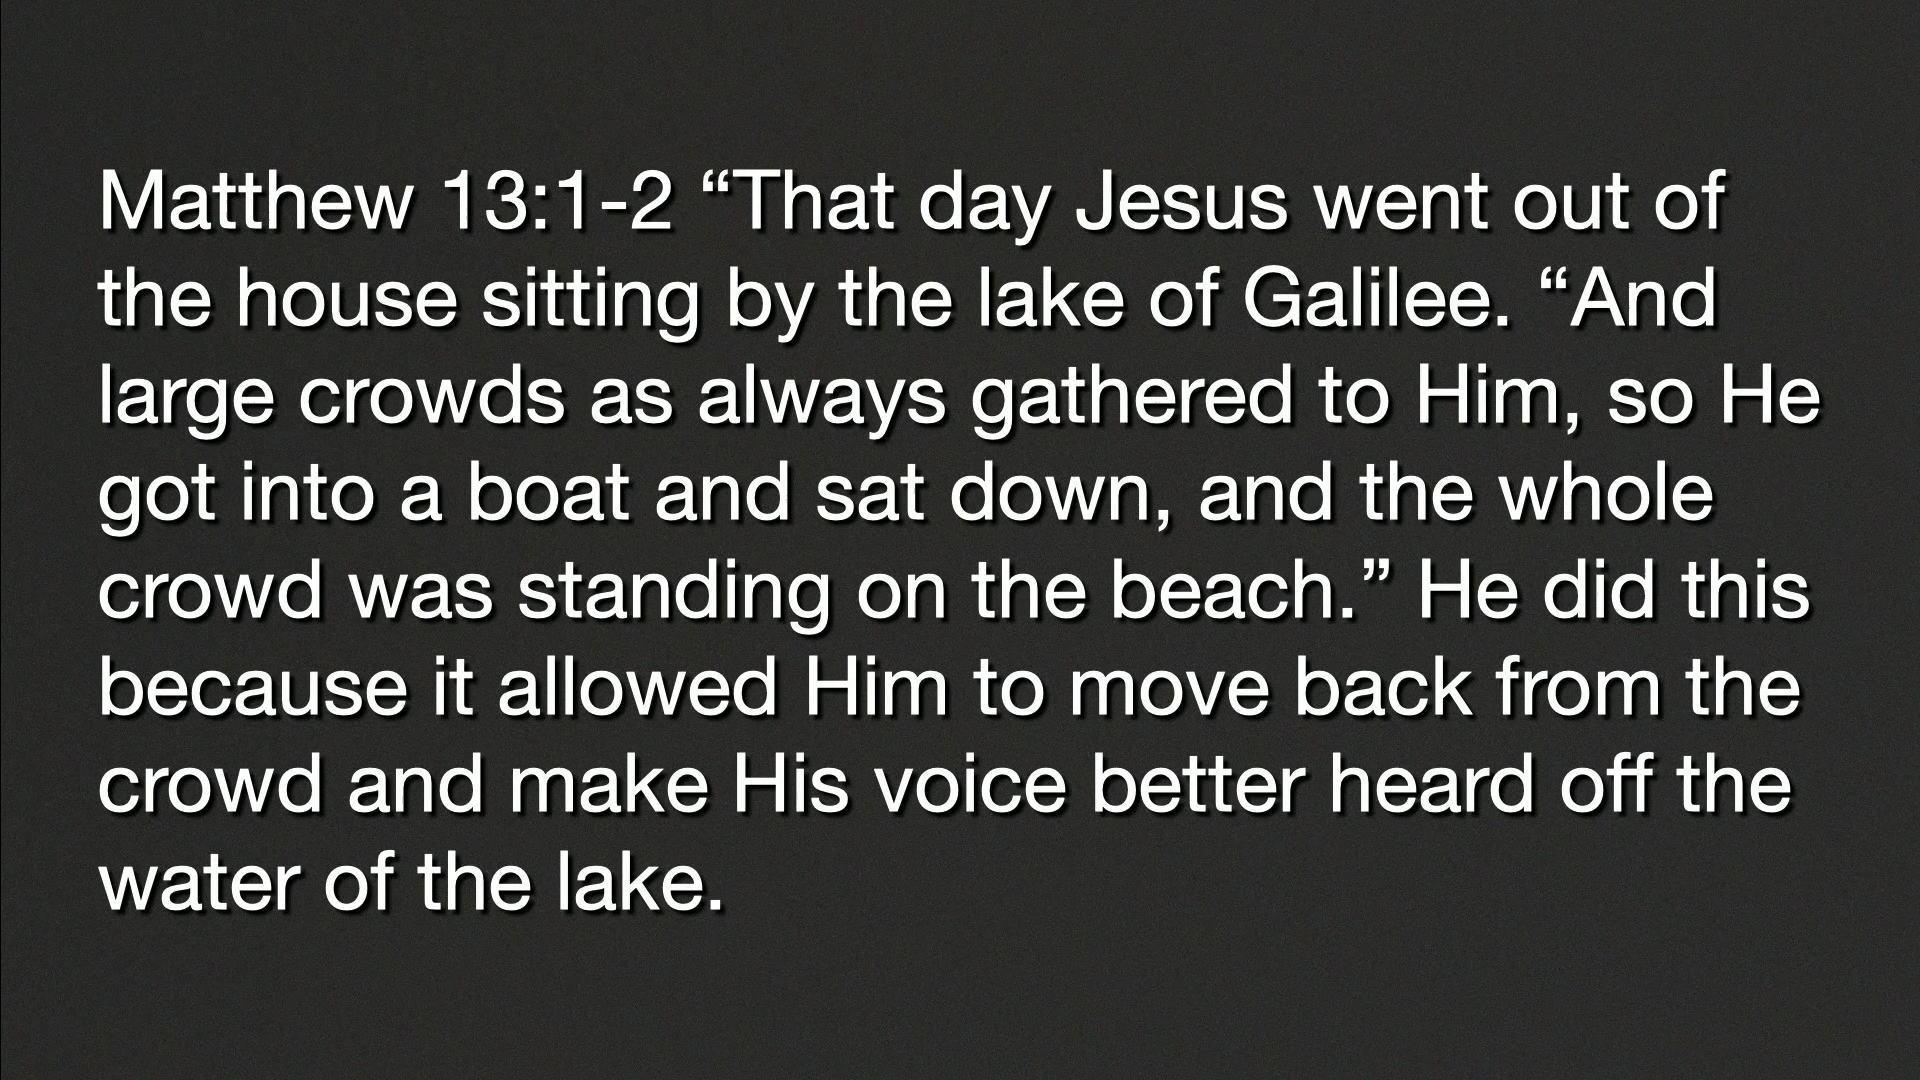 Matthew 13:1-2 “That day Jesus went out of
the house sitting by the lake of Galilee. “And
large crowds as always gathered to Him, so He
got into a boat and sat down, and the whole
crowd was standing on the beach.” He did this
because it allowed Him to move back from the
crowd and make His voice better heard off the
water of the lake.